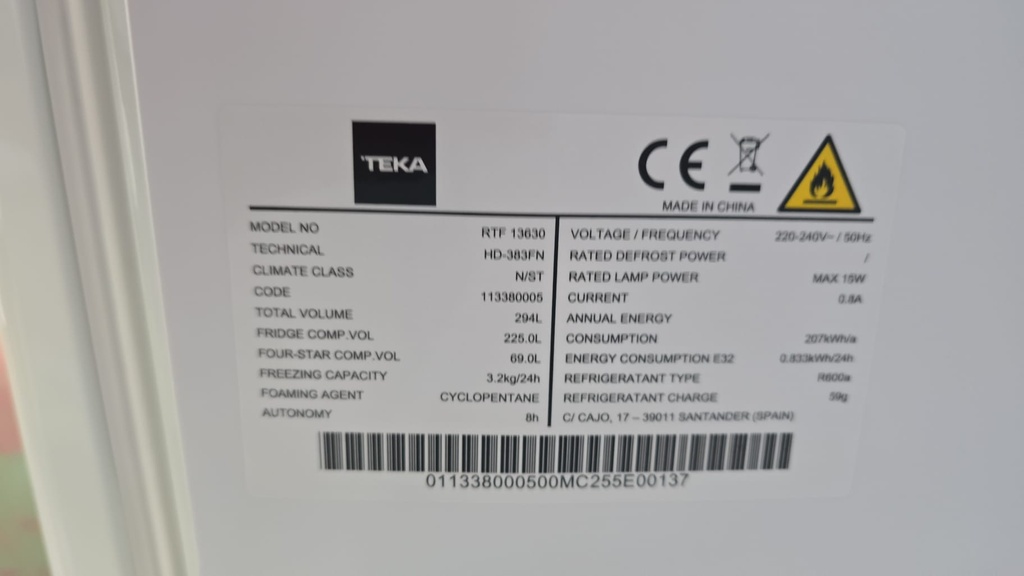 TEKA
CE
MADE IN CHINA
MODEL NO RTF 13630
TECHNICAL HD-383FN
CLIMATE CLASS N/ST
CODE 113380005
TOTAL VOLUME 294L
FRIDGE COMP.VOL 225.0L
FOUR-STAR COMP.VOL 69.0L
FREEZING CAPACITY 3.2kg/24h
FOAMING AGENT CYCLOPENTANE
AUTONOMY 8h
VOLTAGE / FREQUENCY 220-240V~ / 50Hz
RATED DEFROST POWER /
RATED LAMP POWER MAX 15W
CURRENT 0.8A
ANNUAL ENERGY
CONSUMPTION 207kWh/a
ENERGY CONSUMPTION E32 0.833kWh/24h
REFRIGERATANT TYPE R600a
REFRIGERATANT CHARGE 59g
C/ CAJO, 17 – 39011 SANTANDER (SPAIN)
011338000500MC255E00137